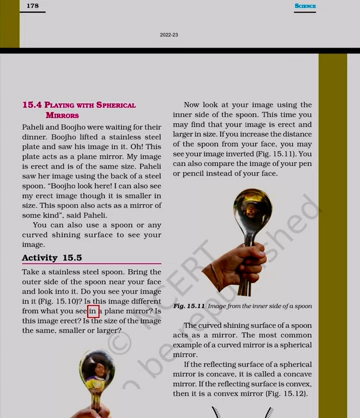 178
SCIENCE
2022-23
15.4 PLAYING WITH SPHERICAL
MIRRORS
Paheli and Boojho were waiting for their
dinner. Boojho lifted a stainless steel
plate and saw his image in it. Oh! This
plate acts as a plane mirror. My image
is erect and is of the same size. Paheli
saw her image using the back of a steel
spoon. “Boojho look here! I can also see
my erect image though it is smaller in
size. This spoon also acts as a mirror of
some kind”, said Paheli.
You can also use a spoon or any
curved shining surface to see your
image.
Activity 15.5
Take a stainless steel spoon. Bring the
outer side of the spoon near your face
and look into it. Do you see your image
in it (Fig. 15.10)? Is this image different
from what you see in a plane mirror? Is
this image erect? Is the size of the image
the same, smaller or larger?
Now look at your image using the
inner side of the spoon. This time you
may find that your image is erect and
larger in size. If you increase the distance
of the spoon from your face, you may
see your image inverted (Fig. 15.11). You
can also compare the image of your pen
or pencil instead of your face.
Fig. 15.11 Image from the inner side of a spoon
The curved shining surface of a spoon
acts as a mirror. The most common
example of a curved mirror is a spherical
mirror.
If the reflecting surface of a spherical
mirror is concave, it is called a concave
mirror. If the reflecting surface is convex,
then it is a convex mirror (Fig. 15.12).
© NCERT